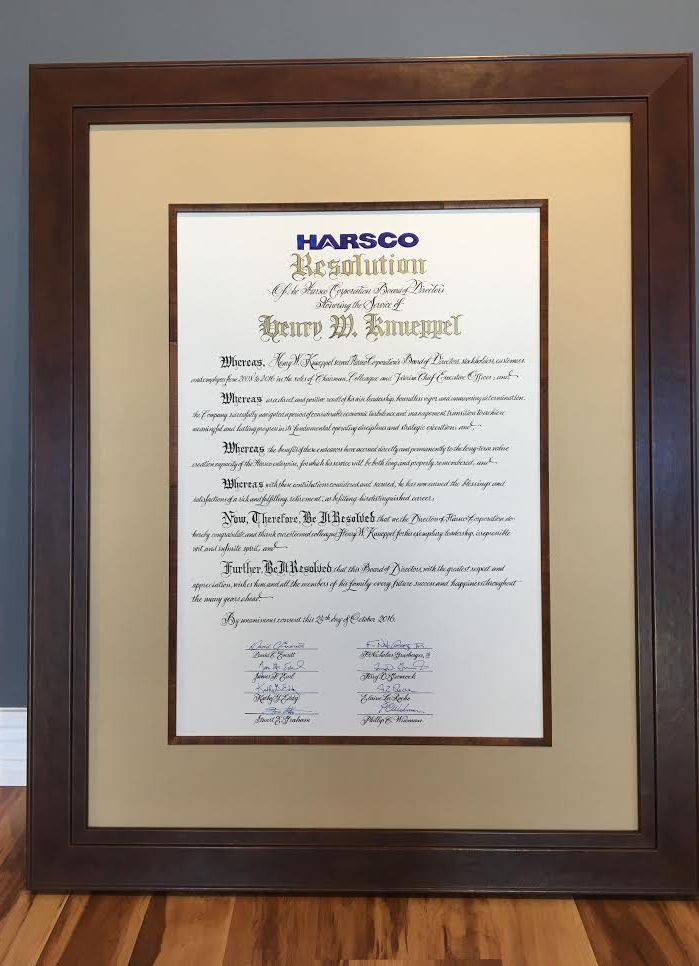 HARSCO
Resolution
Of the Harsco Corporation Board of Directors
Honoring the Service of
Henry W. Knueppel
Whereas, Henry W. Knueppel served Harsco Corporation's Board of Directors, stockholders, customers
and employees from 2008 to 2016 in the roles of Chairman, Colleague and Interim Chief Executive Officer; and
Whereas as a direct and positive result of his wise leadership, boundless vigor and unwavering determination,
the Company successfully navigated a period of considerable economic turbulence and management transition to achieve
meaningful and lasting progress in its fundamental operating disciplines and strategic execution; and
Whereas the benefits of these endeavors have accrued directly and permanently to the long-term value
creation capacity of the Harsco enterprise, for which his service will be both long and properly remembered; and
Whereas with these contributions considered and secured, he has now earned the blessings and
satisfactions of a rich and fulfilling retirement, as befitting his distinguished career;
Now, Therefore, Be It Resolved that we the Directors of Harsco Corporation, do
hereby congratulate and thank our esteemed colleague Henry W. Knueppel for his exemplary leadership, irrepressible
wit, and infinite spirit; and
Further, Be It Resolved that this Board of Directors, with the greatest respect and
appreciation, wishes him and all the members of his family every future success and happiness throughout
the many years ahead.
By unanimous consent this 24th day of October 2016.
David C. Everitt
F. Nicholas Grasberger, III
James F. Earl
Terry D. Growcock
Kathy G. Eddy
Elaine La Roche
Stuart E. Graham
Phillip C. Widman